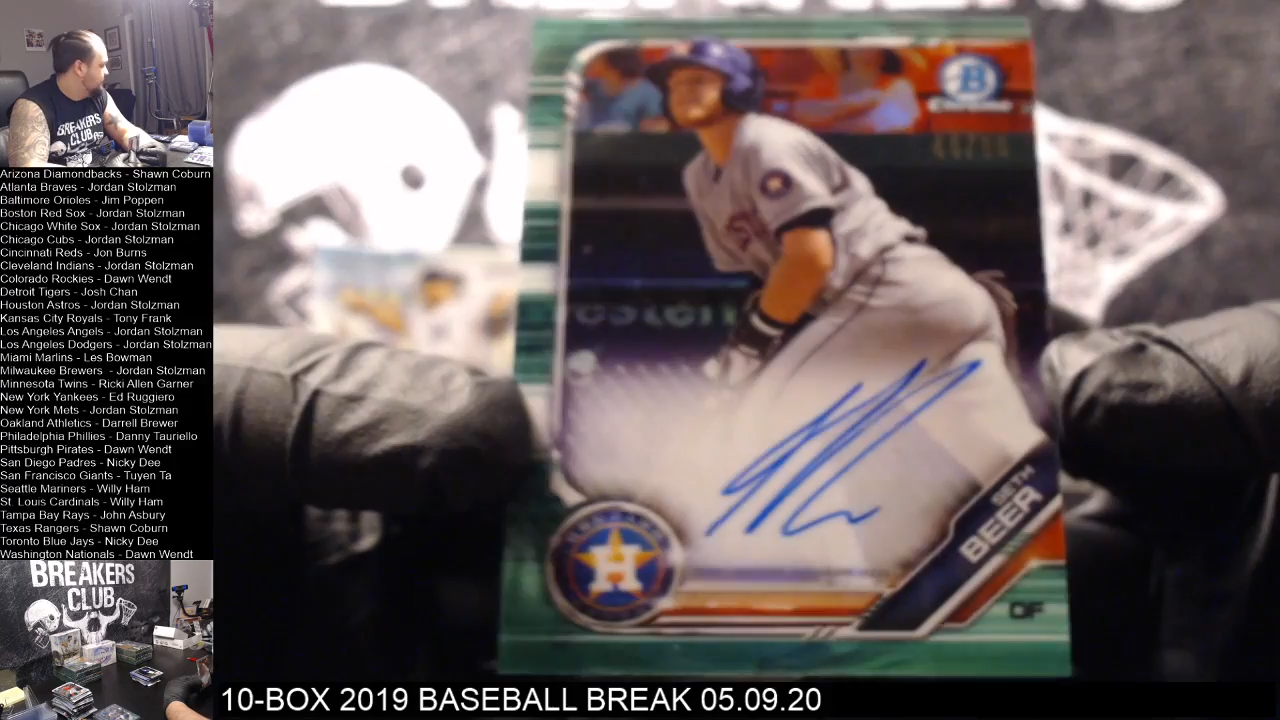 BREAKERS
CLUB
Arizona Diamondbacks - Shawn Coburn
Atlanta Braves - Jordan Stolzman
Baltimore Orioles - Jim Poppen
Boston Red Sox - Jordan Stolzman
Chicago White Sox - Jordan Stolzman
Chicago Cubs - Jordan Stolzman
Cincinnati Reds - Jon Burns
Cleveland Indians - Jordan Stolzman
Colorado Rockies - Dawn Wendt
Detroit Tigers - Josh Chan
Houston Astros - Jordan Stolzman
Kansas City Royals - Tony Frank
Los Angeles Angels - Jordan Stolzman
Los Angeles Dodgers - Jordan Stolzman
Miami Marlins - Les Bowman
Milwaukee Brewers - Jordan Stolzman
Minnesota Twins - Ricki Allen Garner
New York Yankees - Ed Ruggiero
New York Mets - Jordan Stolzman
Oakland Athletics - Darrell Brewer
Philadelphia Phillies - Danny Tauriello
Pittsburgh Pirates - Dawn Wendt
San Diego Padres - Nicky Dee
San Francisco Giants - Tuyen Ta
Seattle Mariners - Willy Ham
St. Louis Cardinals - Willy Ham
Tampa Bay Rays - John Asbury
Texas Rangers - Shawn Coburn
Toronto Blue Jays - Nicky Dee
Washington Nationals - Dawn Wendt
BREAKERS
CLUB
B
Chrome
H
SETH
BEER
OF
10-BOX 2019 BASEBALL BREAK 05.09.20